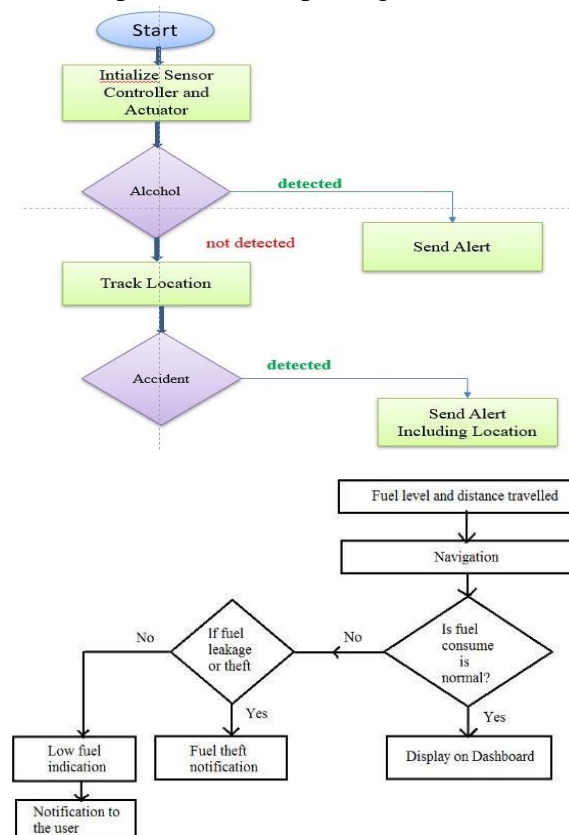 Start
Intialize Sensor
Controller and
Actuator
Alcohol
detected
Send Alert
not detected
Track Location
Accident
detected
Send Alert
Including Location
Fuel level and distance travelled
Navigation
Is fuel
consume
is
normal?
No
If fuel
leakage
or theft
No
Yes
Yes
Low fuel
indication
Fuel theft
notification
Display on Dashboard
Notification to
the user